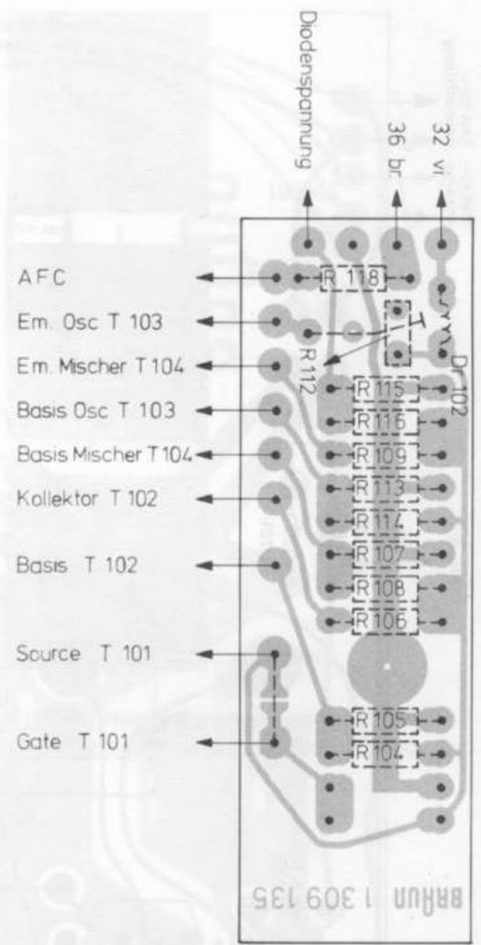 Diodenspannung
36 br.
32 vi.
AFC
Em. Osc T 103
Em. Mischer T 104
Basis Osc T 103
Basis Mischer T 104
Kollektor T 102
Basis T 102
Source T 101
Gate T 101
R 118
R 112
Dr 102
R 115
R 116
R 109
R 113
R 114
R 107
R 108
R 106
R 105
R 104
BRAUN 1 309 135